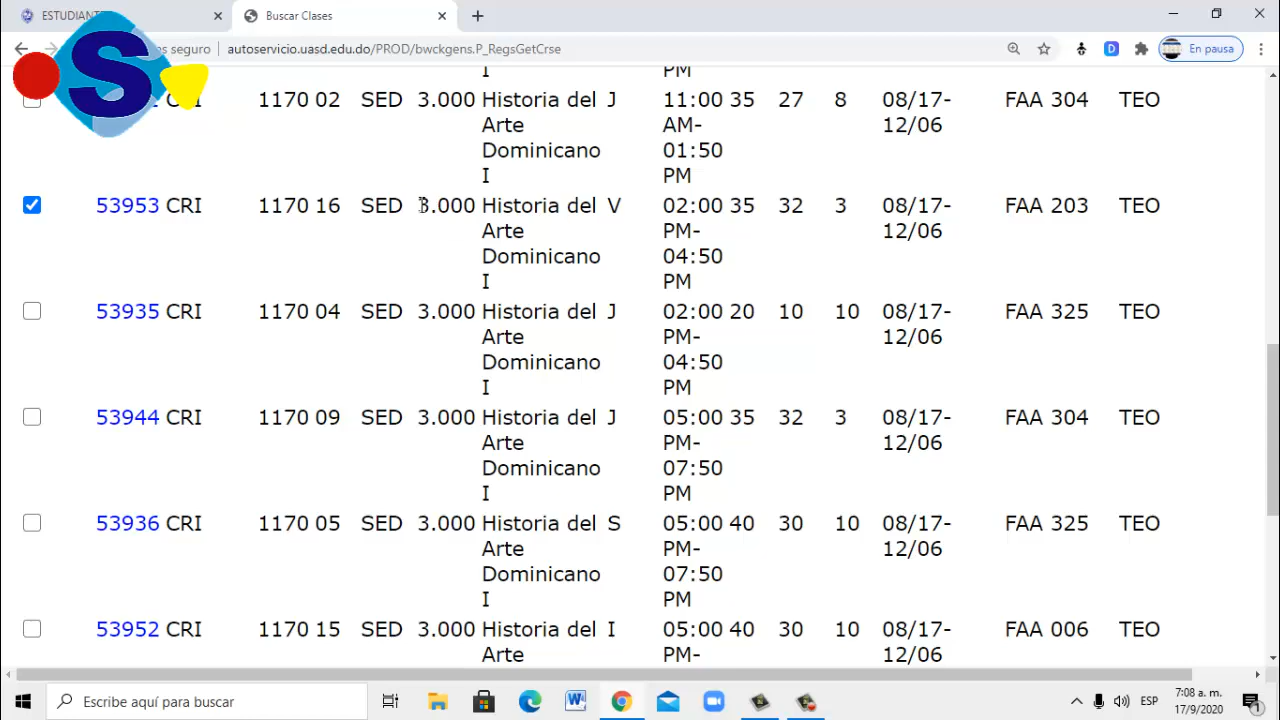 ESTUDIANT
Buscar Clases
es seguro autoservicio.uasd.edu.do/PROD/bwckgens.P_RegsGetCrse
En pausa
S
I PM
CRI 1170 02 SED 3.000 Historia del J 11:00 35 27 8 08/17- FAA 304 TEO
Arte AM- 12/06
Dominicano 01:50
I PM
53953 CRI 1170 16 SED 3.000 Historia del V 02:00 35 32 3 08/17- FAA 203 TEO
Arte PM- 12/06
Dominicano 04:50
I PM
53935 CRI 1170 04 SED 3.000 Historia del J 02:00 20 10 10 08/17- FAA 325 TEO
Arte PM- 12/06
Dominicano 04:50
I PM
53944 CRI 1170 09 SED 3.000 Historia del J 05:00 35 32 3 08/17- FAA 304 TEO
Arte PM- 12/06
Dominicano 07:50
I PM
53936 CRI 1170 05 SED 3.000 Historia del S 05:00 40 30 10 08/17- FAA 325 TEO
Arte PM- 12/06
Dominicano 07:50
I PM
53952 CRI 1170 15 SED 3.000 Historia del I 05:00 40 30 10 08/17- FAA 006 TEO
Arte PM- 12/06
Escribe aquí para buscar
ESP
7:08 a. m.
17/9/2020